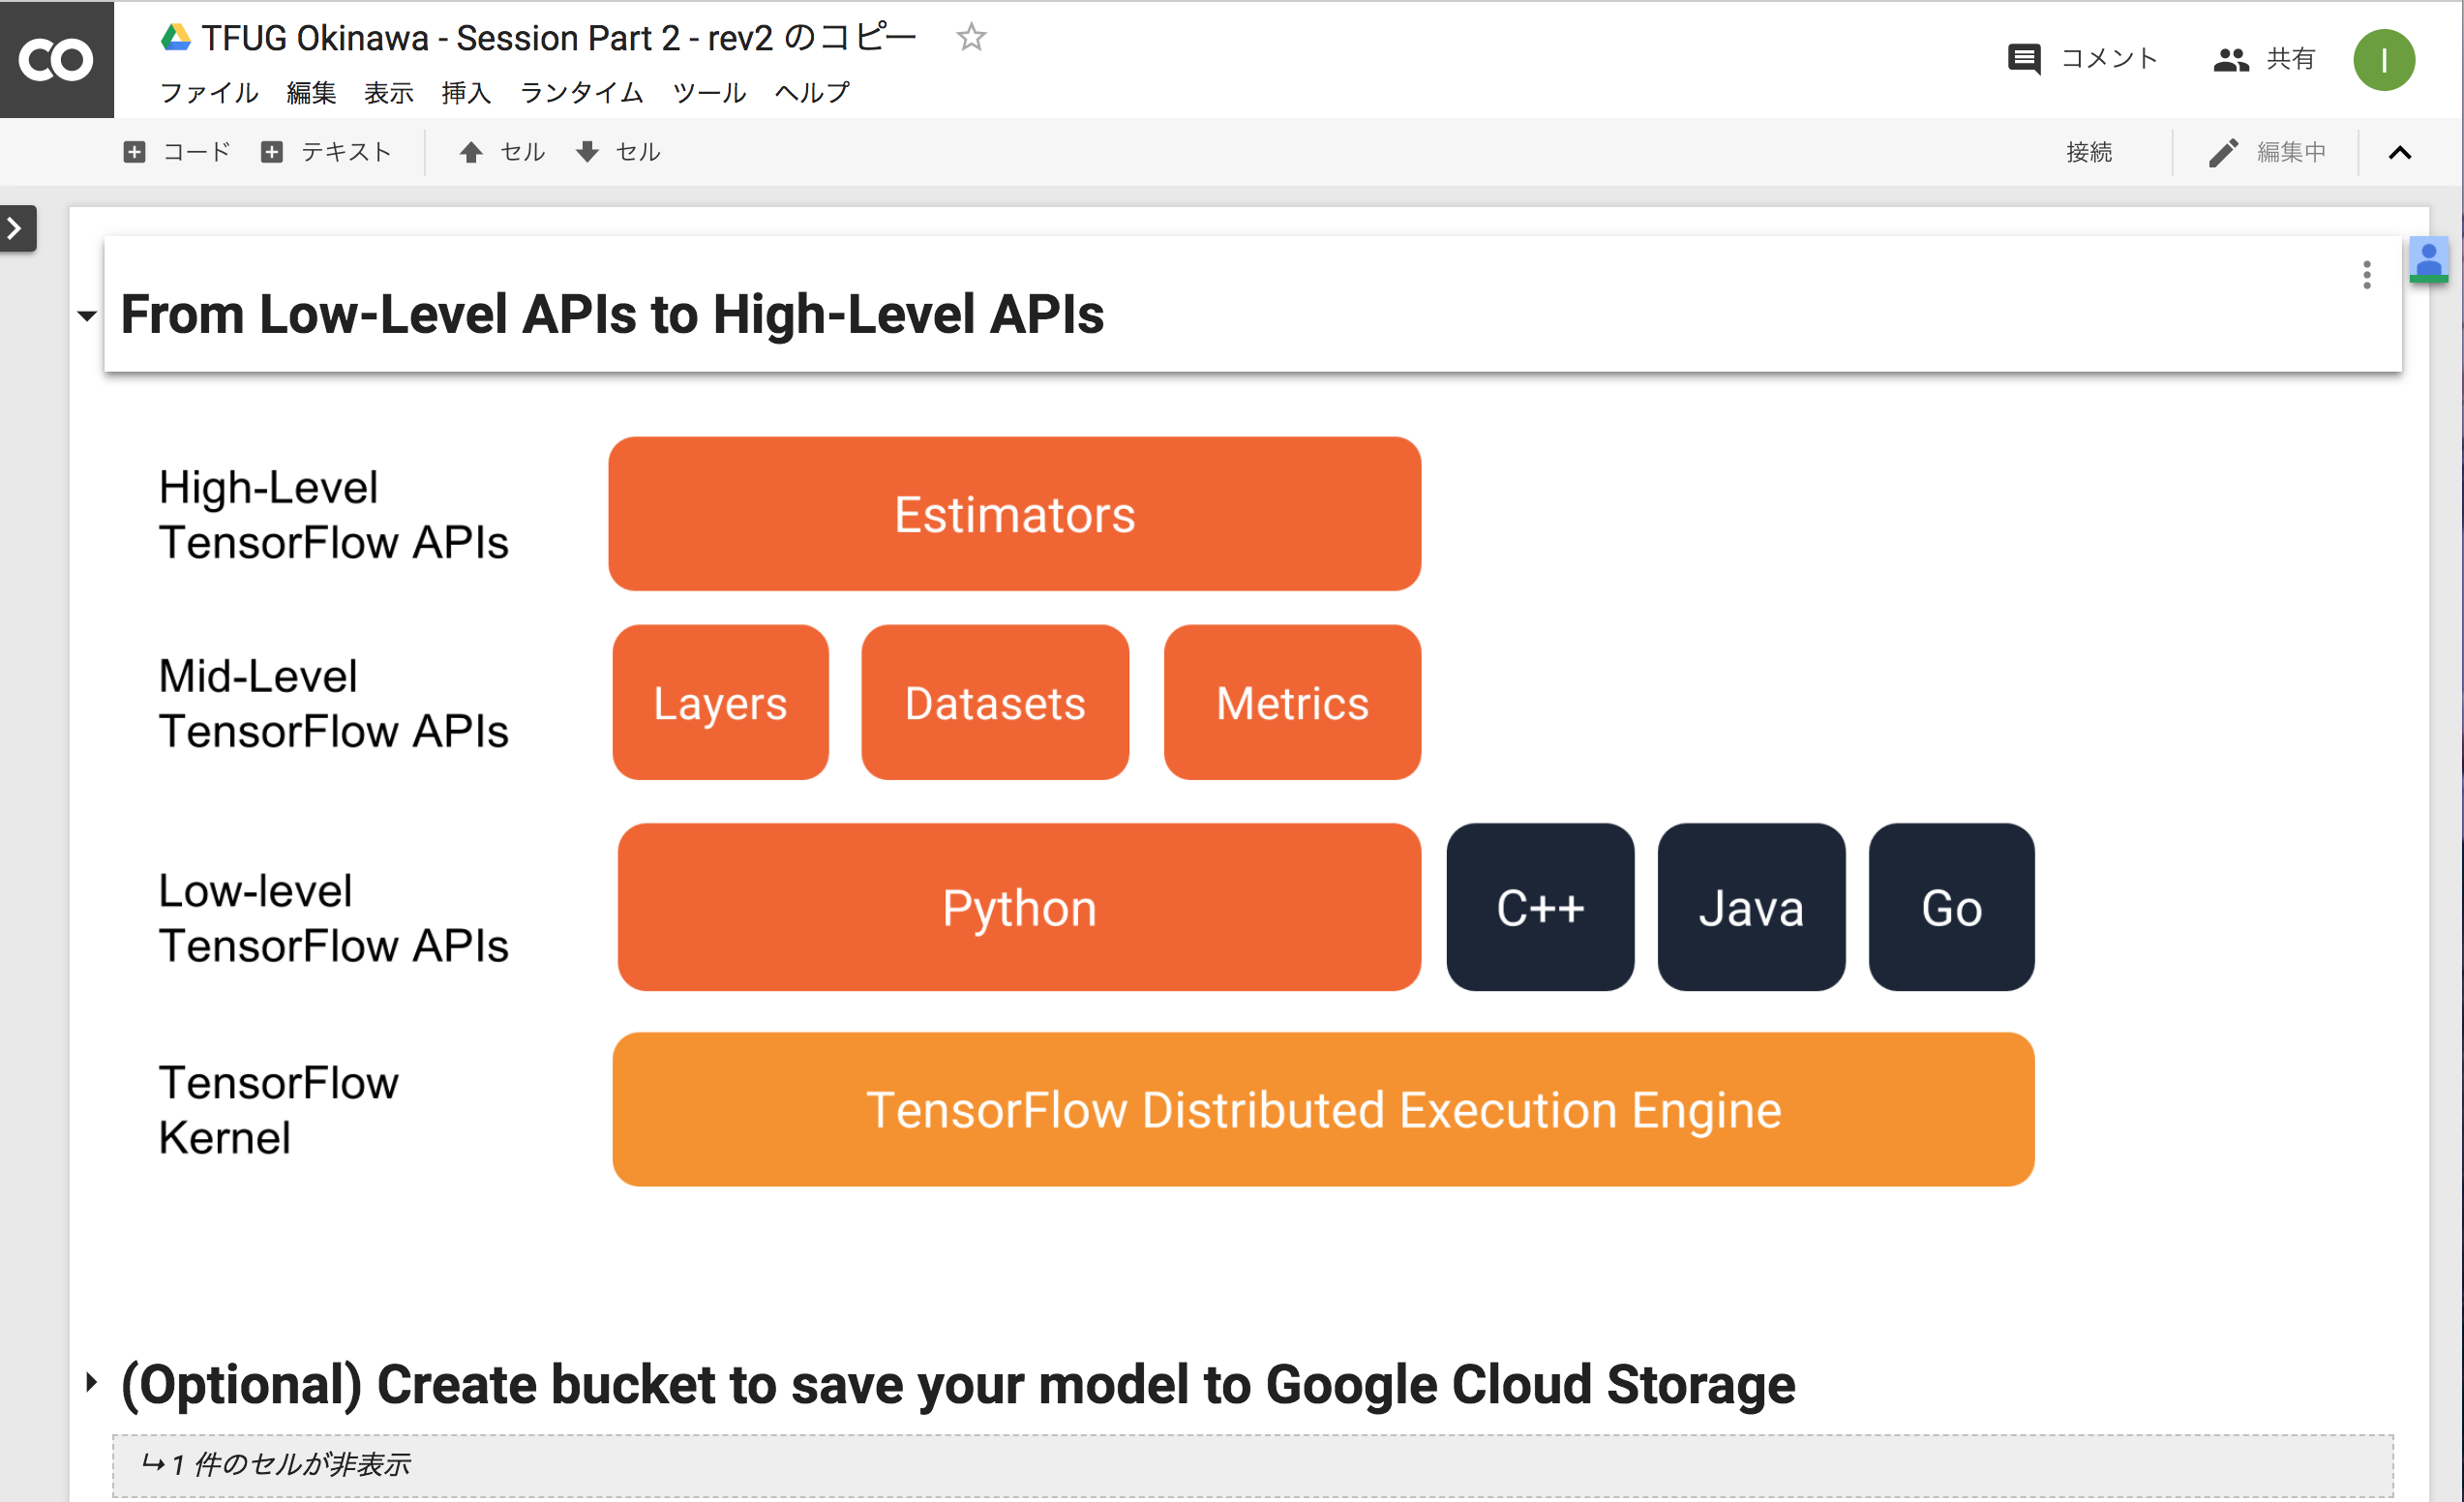 CO
TFUG Okinawa - Session Part 2 - rev2 のコピー
コメント
共有
I
ファイル 編集 表示 挿入 ランタイム ツール ヘルプ
コード テキスト セル セル
接続 編集中
From Low-Level APIs to High-Level APIs
High-Level
TensorFlow APIs
Estimators
Mid-Level
TensorFlow APIs
Layers Datasets Metrics
Low-level
TensorFlow APIs
Python C++ Java Go
TensorFlow
Kernel
TensorFlow Distributed Execution Engine
(Optional) Create bucket to save your model to Google Cloud Storage
↳ 1 件のセルが非表示